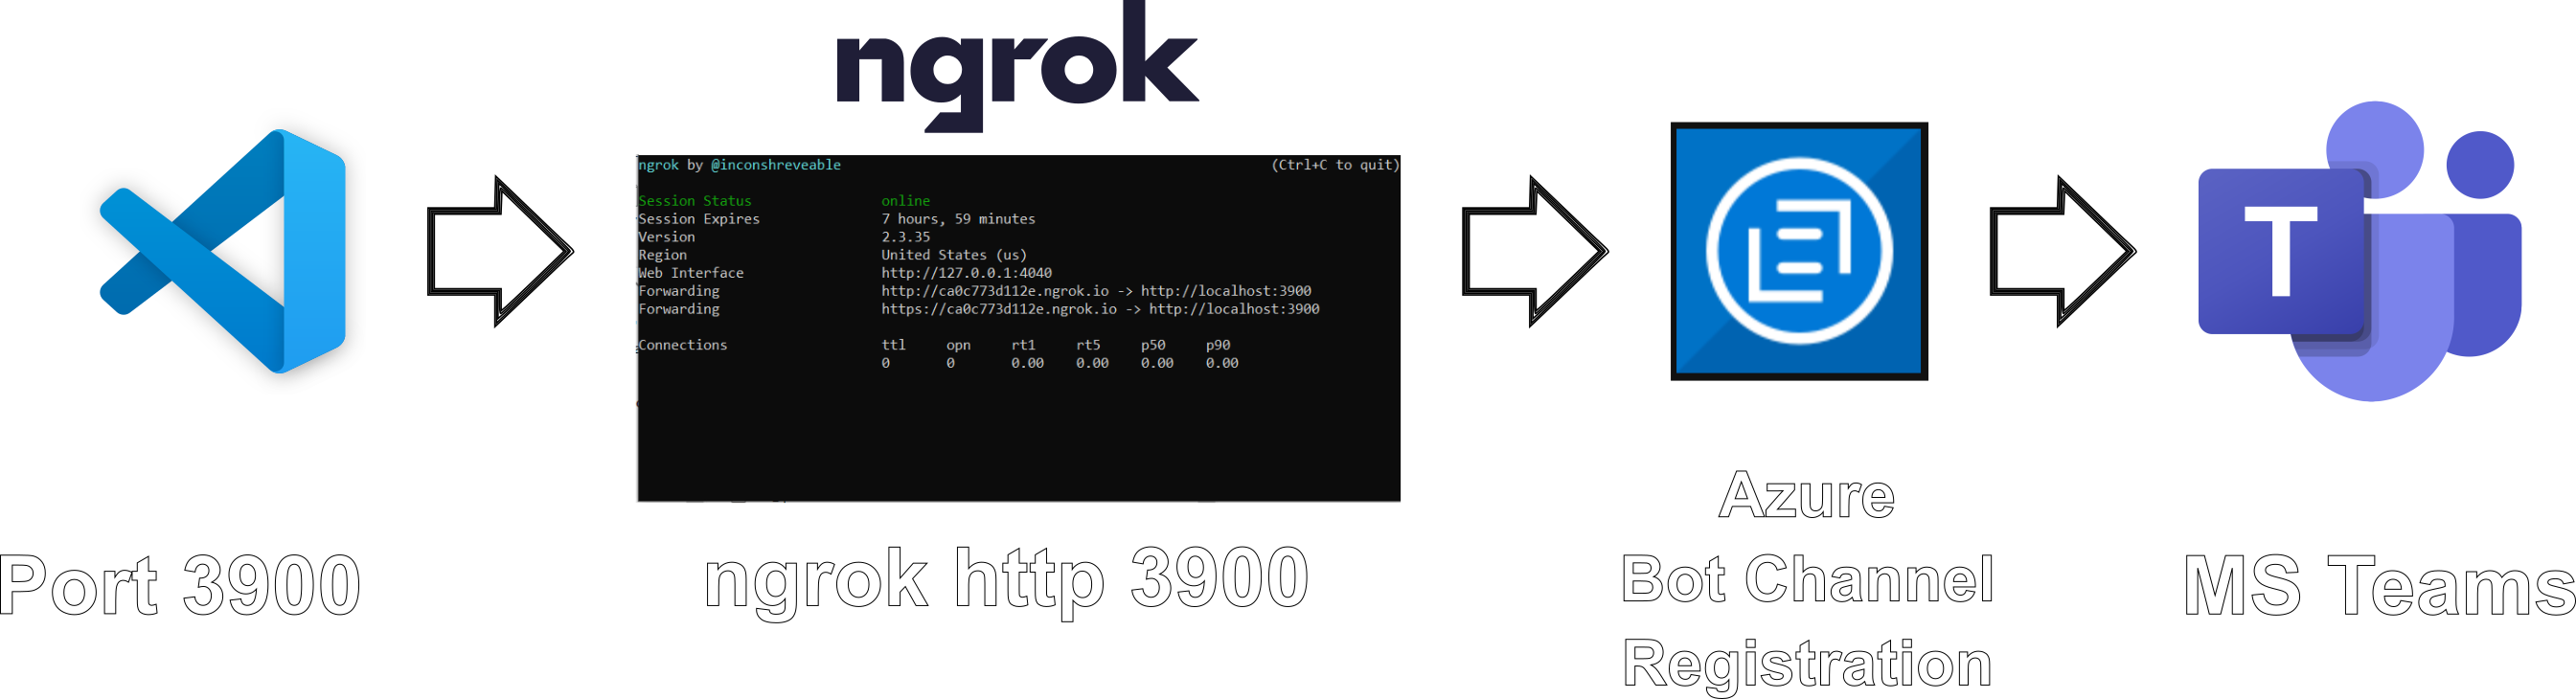 ngrok
ngrok by @inconshreveable (Ctrl+C to quit)
Session Status online
Session Expires 7 hours, 59 minutes
Version 2.3.35
Region United States (us)
Web Interface http://127.0.0.1:4040
Forwarding http://ca0c773d112e.ngrok.io -> http://localhost:3900
Forwarding https://ca0c773d112e.ngrok.io -> http://localhost:3900
Connections ttl opn rt1 rt5 p50 p90
0 0 0.00 0.00 0.00 0.00
T
Port 3900
ngrok http 3900
Azure
Bot Channel
Registration
MS Teams